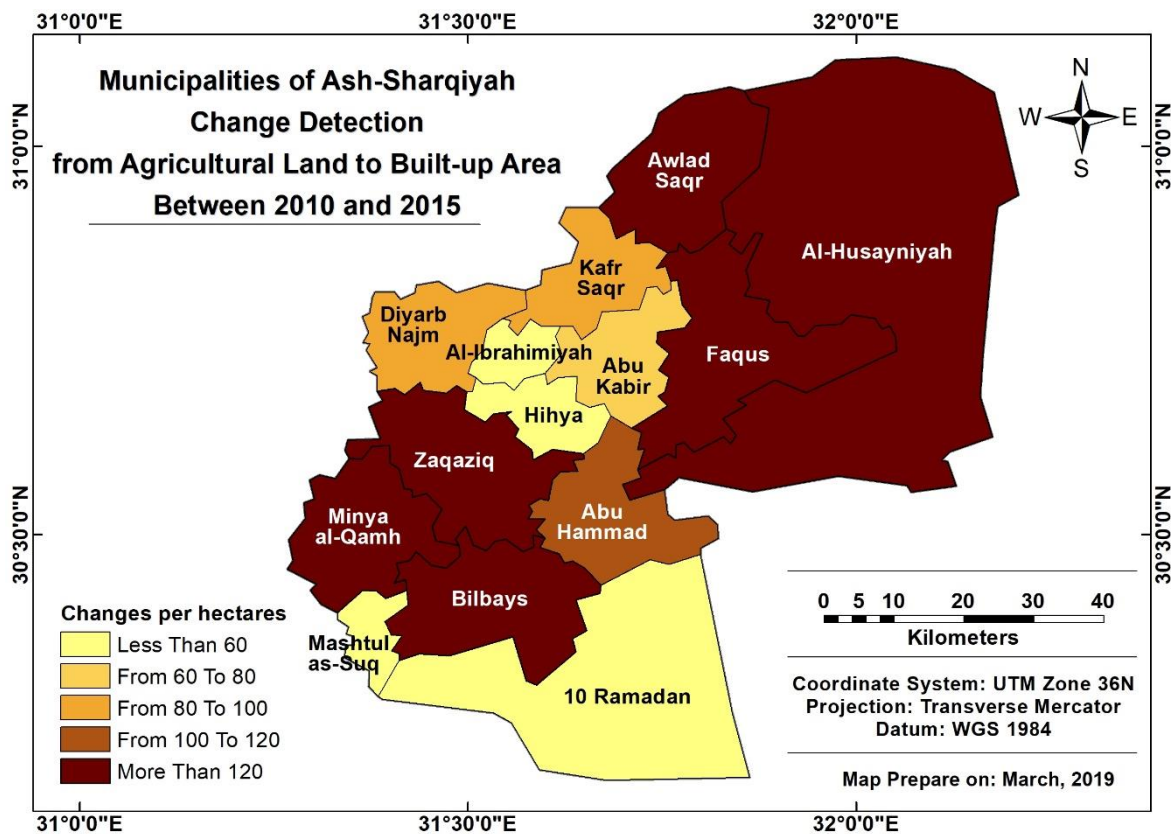 31°0'0"E
31°30'0"E
32°0'0"E
Municipalities of Ash-Sharqiyah
Change Detection
from Agricultural Land to Built-up Area
Between 2010 and 2015
N
W
E
S
31°0'0"N
31°0'0"N
Awlad
Saqr
Al-Husayniyah
Kafr
Saqr
Diyarb
Najm
Al-Ibrahimiyah
Abu
Kabir
Faqus
Hihya
Zaqaziq
Minya
al-Qamh
Abu
Hammad
30°30'0"N
30°30'0"N
Bilbays
Mashtul
as-Suq
10 Ramadan
Changes per hectares
Less Than 60
From 60 To 80
From 80 To 100
From 100 To 120
More Than 120
0 5 10 20 30 40
Kilometers
Coordinate System: UTM Zone 36N
Projection: Transverse Mercator
Datum: WGS 1984
Map Prepare on: March, 2019
31°0'0"E
31°30'0"E
32°0'0"E